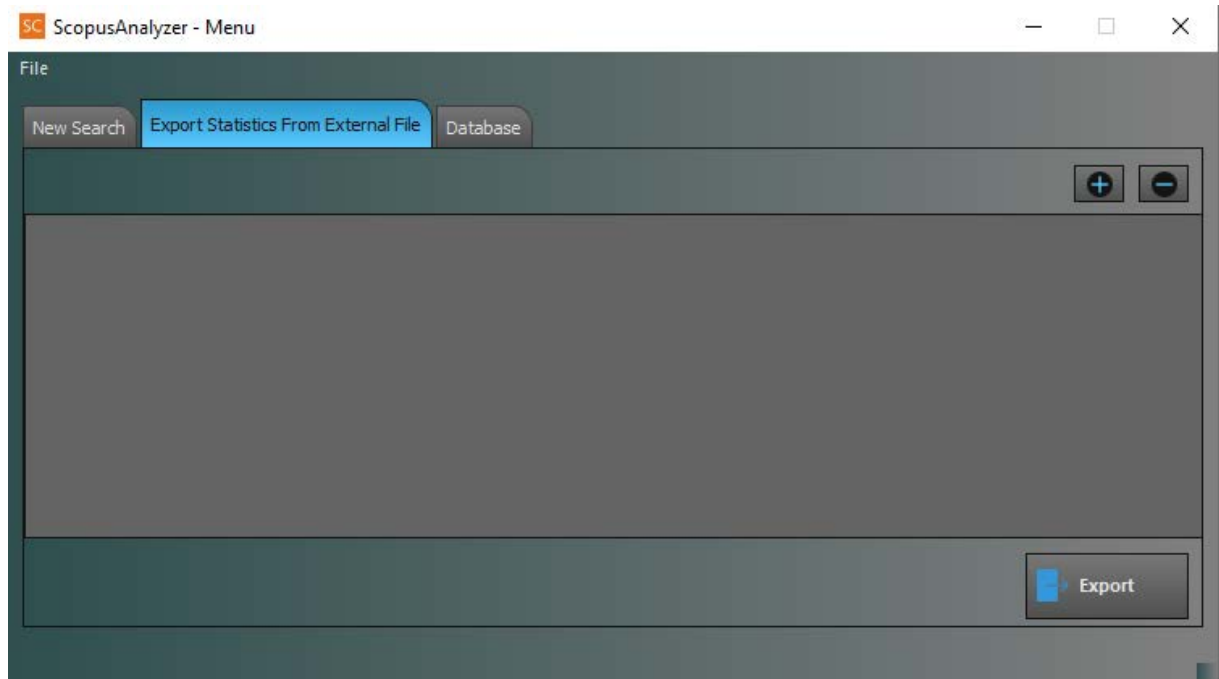 SC ScopusAnalyzer - Menu
File
New Search Export Statistics From External File Database
Export